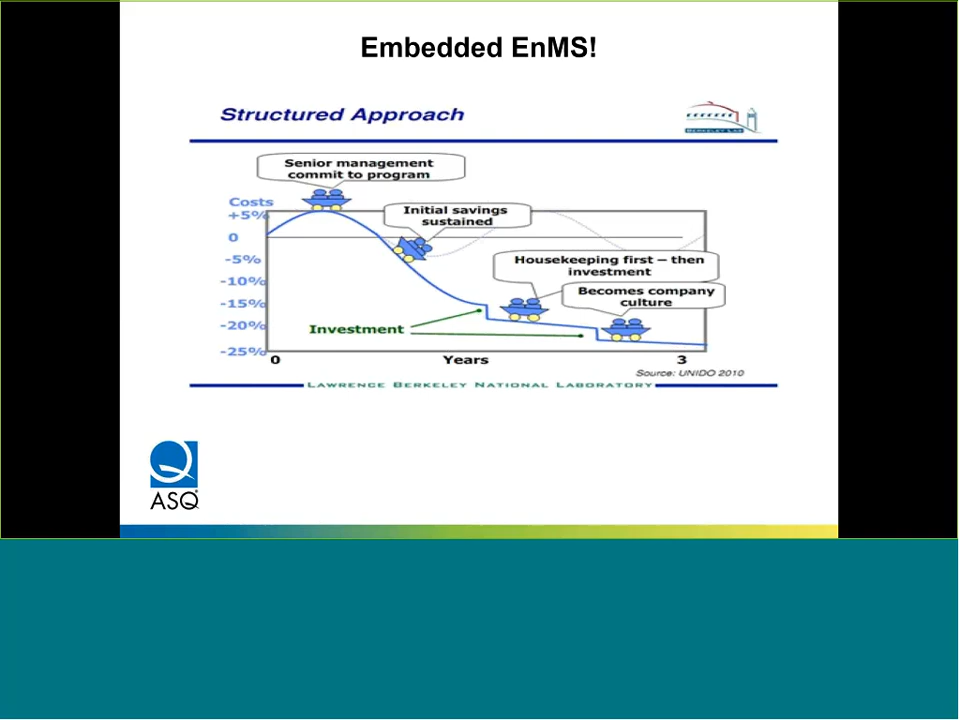 Embedded EnMS!
Structured Approach
BERKELEY LAB
Senior management
commit to program
Costs
+5%
Initial savings
sustained
0
-5%
Housekeeping first – then
investment
-10%
Becomes company
culture
-15%
-20%
Investment
-25%
0
Years
3
Source: UNIDO 2010
LAWRENCE BERKELEY NATIONAL LABORATORY
ASQ®